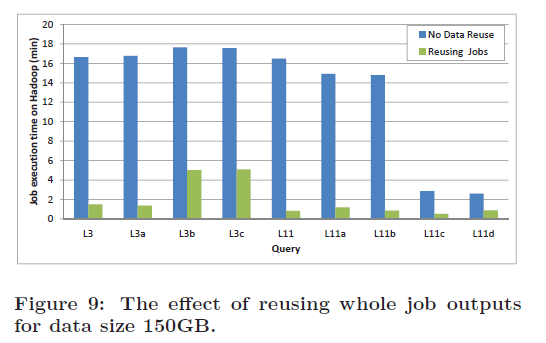 20
18
16
14
12
10
8
6
4
2
0
Job execution time on Hadoop (min)
No Data Reuse
Reusing Jobs
L3 L3a L3b L3c L11 L11a L11b L11c L11d
Query
Figure 9: The effect of reusing whole job outputs
for data size 150GB.